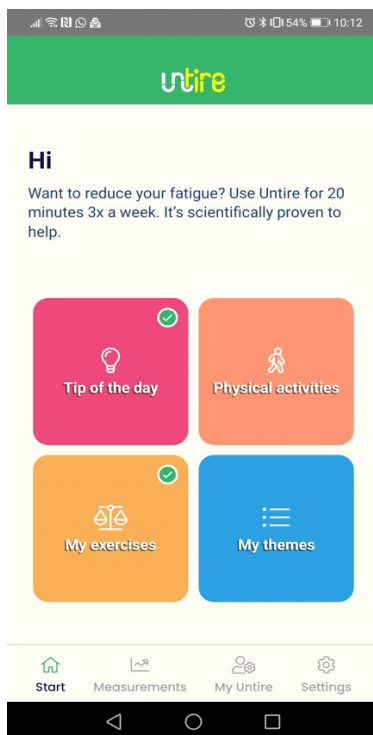 54% 10:12
untire
Hi
Want to reduce your fatigue? Use Untire for 20
minutes 3x a week. It's scientifically proven to
help.
Tip of the day
Physical activities
My exercises
My themes
Start Measurements My Untire Settings